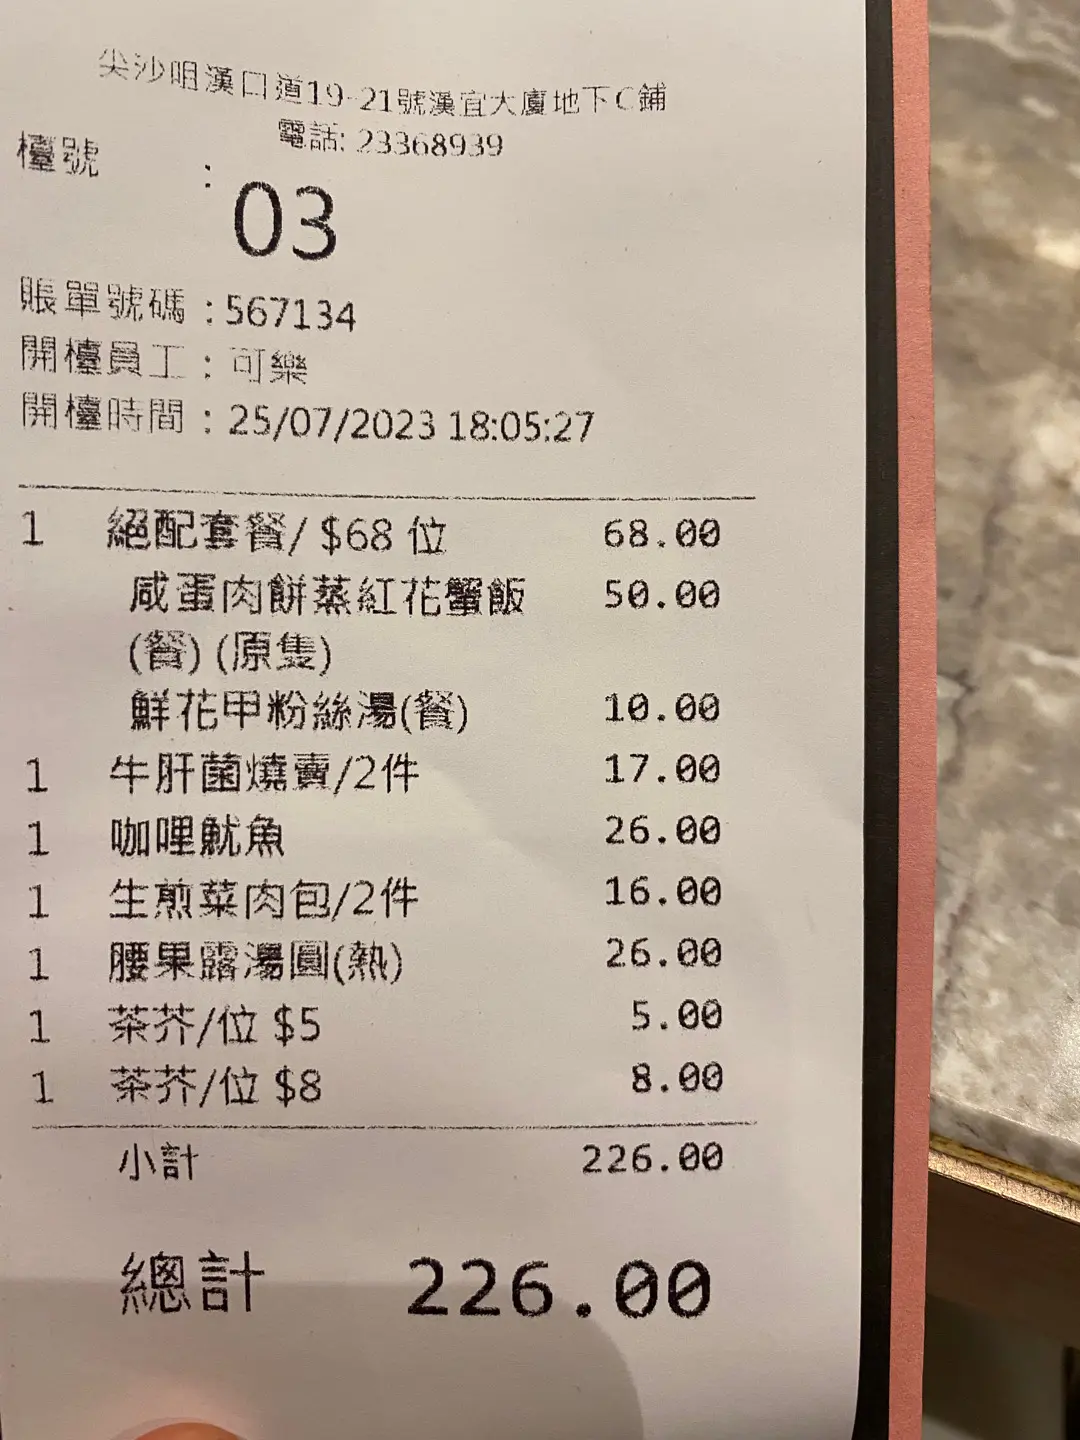 尖沙咀漢口道19-21號漢宜大廈地下C鋪
電話: 23368939
檯號 : 03
賬單號碼 : 567134
開檯員工 : 可樂
開檯時間 : 25/07/2023 18:05:27
1 絕配套餐/ $68 位 68.00
咸蛋肉餅蒸紅花蟹飯 50.00
(餐) (原隻)
鮮花甲粉絲湯(餐) 10.00
1 牛肝菌燒賣/2件 17.00
1 咖哩魷魚 26.00
1 生煎菜肉包/2件 16.00
1 腰果露湯圓(熱) 26.00
1 茶芥/位 $5 5.00
1 茶芥/位 $8 8.00
小計 226.00
總計 226.00